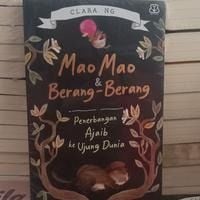 CLARA NG
Mao Mao
&
Berang-Berang
Penerbangan
Ajaib
ke Ujung Dunia